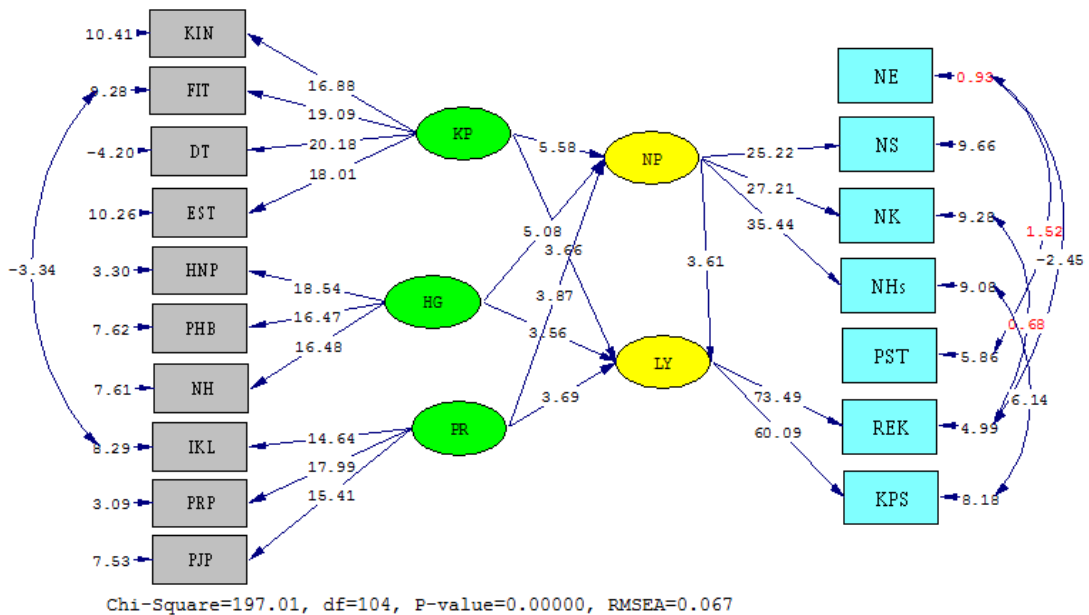 10.41 KIN
9.28 FIT
-4.20 DT
10.26 EST
3.30 HNP
7.62 PHB
7.61 NH
8.29 IKL
3.09 PRP
7.53 PJP
-3.34
16.88
19.09
20.18
18.01
18.54
16.47
16.48
14.64
17.99
15.41
KP
HG
PR
5.58
5.08
3.66
3.87
3.56
3.69
NP
LY
3.61
25.22
27.21
35.44
73.49
60.09
NE 0.93
NS 9.66
NK 9.28
NHs 9.08
PST 5.86
REK 4.99
KPS 8.18
1.52
-2.45
0.68
6.14
Chi-Square=197.01, df=104, P-value=0.00000, RMSEA=0.067